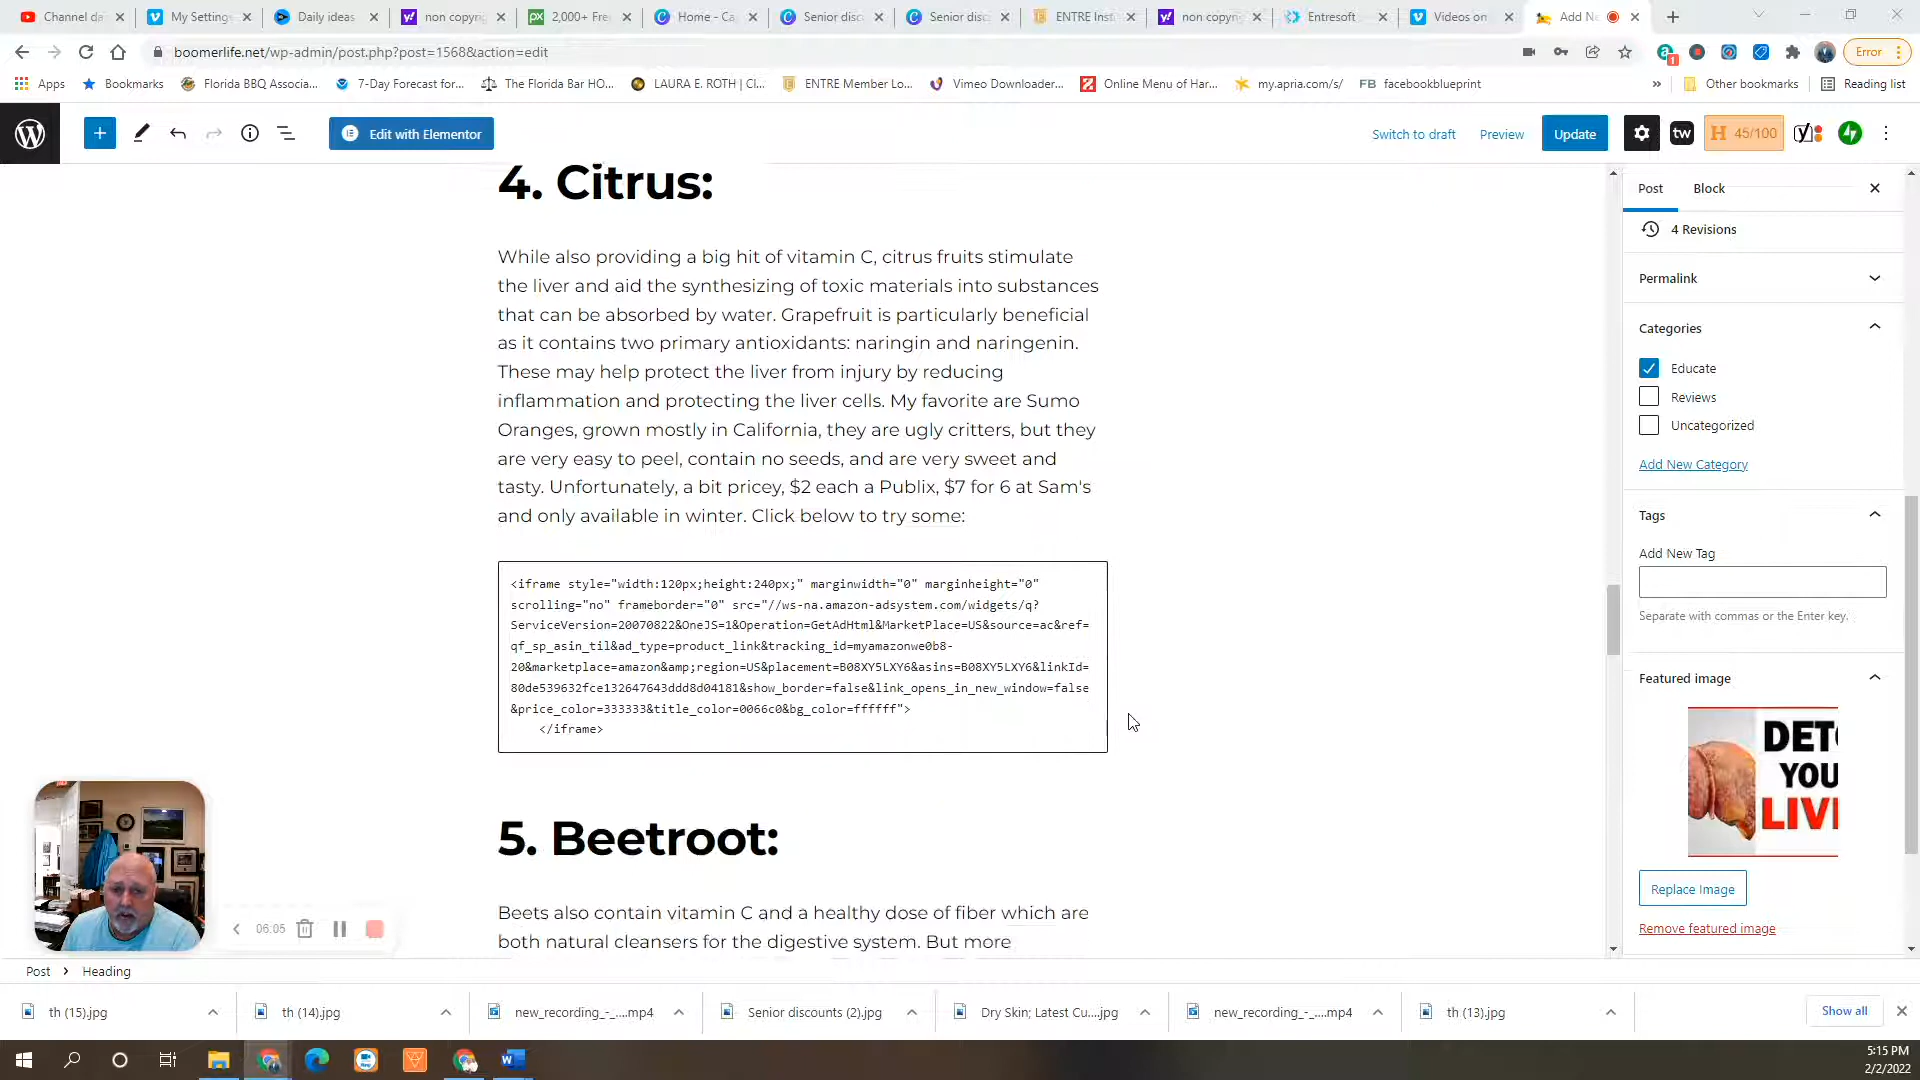 Channel da
My Settings
Daily ideas
non copyri
2,000+ Fre
Home - Ca
Senior disc
Senior disc
ENTRE Inst
non copyri
Entresoft
Videos on
Add Ne
boomerlife.net/wp-admin/post.php?post=1568&action=edit
1
Error
Apps
Bookmarks
Florida BBQ Associa...
7-Day Forecast for...
The Florida Bar HO...
LAURA E. ROTH | Cl...
ENTRE Member Lo...
Vimeo Downloader...
Online Menu of Har...
my.apria.com/s/
FB facebookblueprint
»
Other bookmarks
Reading list
Edit with Elementor
Switch to draft
Preview
Update
tw
H 45/100
4. Citrus:
While also providing a big hit of vitamin C, citrus fruits stimulate
the liver and aid the synthesizing of toxic materials into substances
that can be absorbed by water. Grapefruit is particularly beneficial
as it contains two primary antioxidants: naringin and naringenin.
These may help protect the liver from injury by reducing
inflammation and protecting the liver cells. My favorite are Sumo
Oranges, grown mostly in California, they are ugly critters, but they
are very easy to peel, contain no seeds, and are very sweet and
tasty. Unfortunately, a bit pricey, $2 each a Publix, $7 for 6 at Sam's
and only available in winter. Click below to try some:
<iframe style="width:120px;height:240px;" marginwidth="0" marginheight="0"
scrolling="no" frameborder="0" src="//ws-na.amazon-adsystem.com/widgets/q?
ServiceVersion=20070822&OneJS=1&Operation=GetAdHtml&MarketPlace=US&source=ac&ref=
qf_sp_asin_til&ad_type=product_link&tracking_id=myamazonwe0b8-
20&marketplace=amazon&amp;region=US&placement=B08XY5LXY6&asins=B08XY5LXY6&linkId=
80de539632fce132647643ddd8d04181&show_border=false&link_opens_in_new_window=false
&price_color=333333&title_color=0066c0&bg_color=ffffff">
</iframe>
5. Beetroot:
Beets also contain vitamin C and a healthy dose of fiber which are
both natural cleansers for the digestive system. But more
Post
Block
4 Revisions
Permalink
Categories
Educate
Reviews
Uncategorized
Add New Category
Tags
Add New Tag
Separate with commas or the Enter key.
Featured image
DET
YOU
LIV
Replace Image
Remove featured image
06:05
Post
Heading
th (15).jpg
th (14).jpg
new_recording_-_....mp4
Senior discounts (2).jpg
Dry Skin; Latest Cu....jpg
new_recording_-_....mp4
th (13).jpg
Show all
5:15 PM
2/2/2022